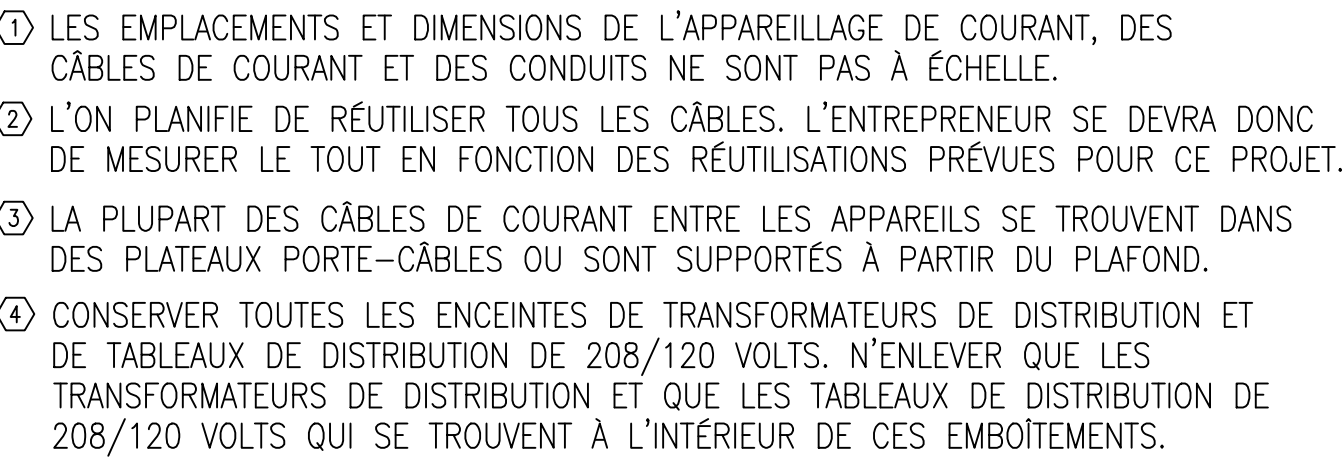 1 LES EMPLACEMENTS ET DIMENSIONS DE L'APPAREILLAGE DE COURANT, DES
CÂBLES DE COURANT ET DES CONDUITS NE SONT PAS À ÉCHELLE.
2 L'ON PLANIFIE DE RÉUTILISER TOUS LES CÂBLES. L'ENTREPRENEUR SE DEVRA DONC
DE MESURER LE TOUT EN FONCTION DES RÉUTILISATIONS PRÉVUES POUR CE PROJET.
3 LA PLUPART DES CÂBLES DE COURANT ENTRE LES APPAREILS SE TROUVENT DANS
DES PLATEAUX PORTE-CÂBLES OU SONT SUPPORTÉS À PARTIR DU PLAFOND.
4 CONSERVER TOUTES LES ENCEINTES DE TRANSFORMATEURS DE DISTRIBUTION ET
DE TABLEAUX DE DISTRIBUTION DE 208/120 VOLTS. N'ENLEVER QUE LES
TRANSFORMATEURS DE DISTRIBUTION ET QUE LES TABLEAUX DE DISTRIBUTION DE
208/120 VOLTS QUI SE TROUVENT À L'INTÉRIEUR DE CES EMBOÎTEMENTS.